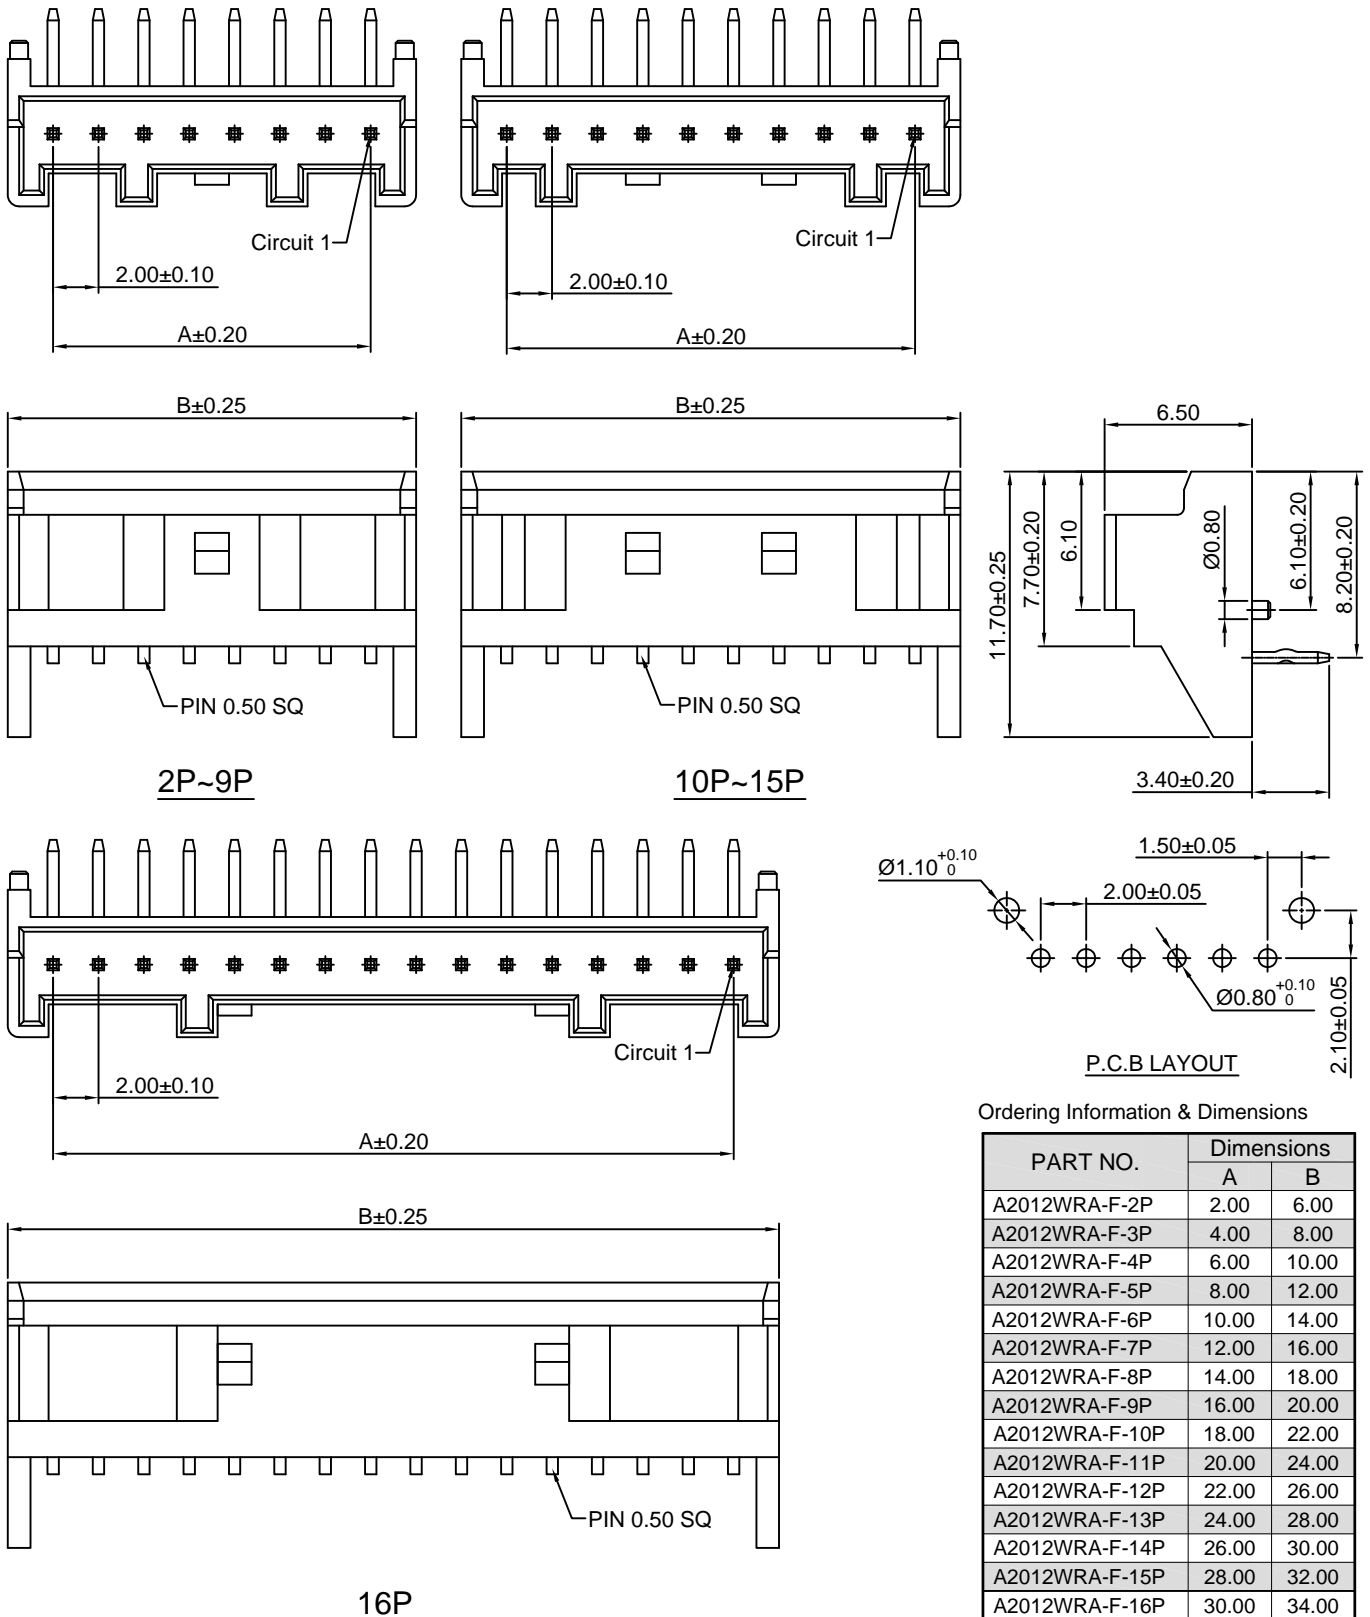 Circuit 1
2.00±0.10
A±0.20
Circuit 1
2.00±0.10
A±0.20
B±0.25
PIN 0.50 SQ
2P~9P
B±0.25
PIN 0.50 SQ
10P~15P
6.50
11.70±0.25
7.70±0.20
6.10
Ø0.80
6.10±0.20
8.20±0.20
3.40±0.20
Circuit 1
2.00±0.10
A±0.20
B±0.25
PIN 0.50 SQ
16P
1.50±0.05
Ø1.10 +0.10 0
2.00±0.05
Ø0.80 +0.10 0
2.10±0.05
P.C.B LAYOUT
Ordering Information & Dimensions
PART NO. Dimensions
A B
A2012WRA-F-2P 2.00 6.00
A2012WRA-F-3P 4.00 8.00
A2012WRA-F-4P 6.00 10.00
A2012WRA-F-5P 8.00 12.00
A2012WRA-F-6P 10.00 14.00
A2012WRA-F-7P 12.00 16.00
A2012WRA-F-8P 14.00 18.00
A2012WRA-F-9P 16.00 20.00
A2012WRA-F-10P 18.00 22.00
A2012WRA-F-11P 20.00 24.00
A2012WRA-F-12P 22.00 26.00
A2012WRA-F-13P 24.00 28.00
A2012WRA-F-14P 26.00 30.00
A2012WRA-F-15P 28.00 32.00
A2012WRA-F-16P 30.00 34.00